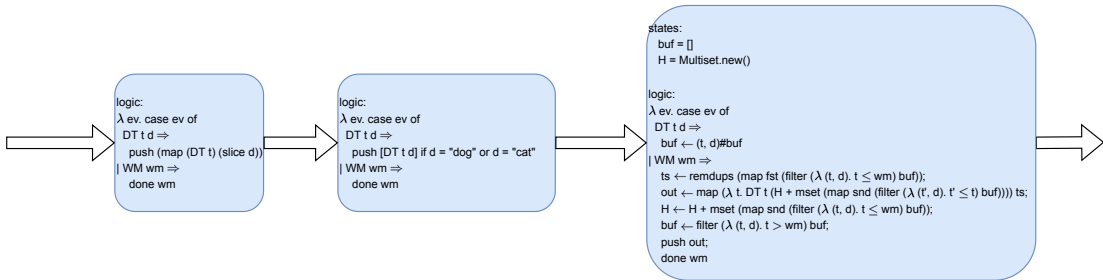 logic:
λ ev. case ev of
DT t d ⇒
push (map (DT t) (slice d))
| WM wm ⇒
done wm
logic:
λ ev. case ev of
DT t d ⇒
push [DT t d] if d = "dog" or d = "cat"
| WM wm ⇒
done wm
states:
buf = []
H = Multiset.new()
logic:
λ ev. case ev of
DT t d ⇒
buf ← (t, d)#buf
| WM wm ⇒
ts ← remdups (map fst (filter (λ (t, d). t ≤ wm) buf));
out ← map (λ t. DT t (H + mset (map snd (filter (λ (t', d). t' ≤ t) buf)))) ts;
H ← H + mset (map snd (filter (λ (t, d). t ≤ wm) buf));
buf ← filter (λ (t, d). t > wm) buf;
push out;
done wm